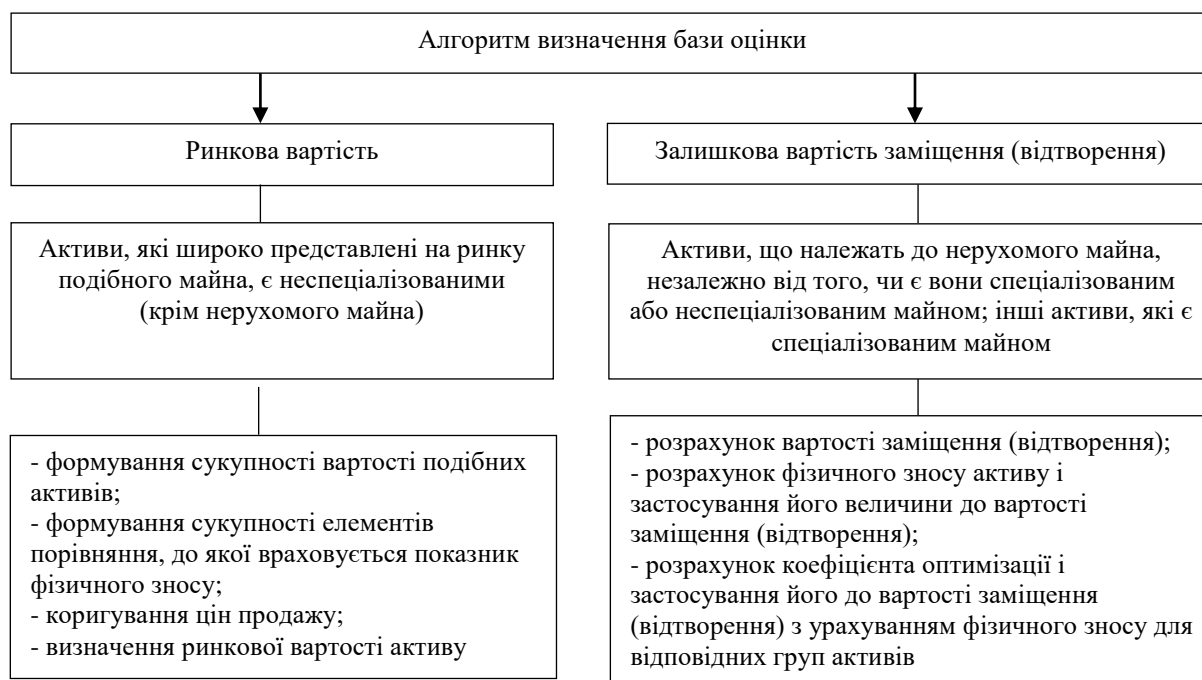 Алгоритм визначення бази оцінки
Ринкова вартість
Залишкова вартість заміщення (відтворення)
Активи, які широко представлені на ринку
подібного майна, є неспеціалізованими
(крім нерухомого майна)
Активи, що належать до нерухомого майна,
незалежно від того, чи є вони спеціалізованим
або неспеціалізованим майном; інші активи, які є
спеціалізованим майном
- формування сукупності вартості подібних
активів;
- формування сукупності елементів
порівняння, до якої враховується показник
фізичного зносу;
- коригування цін продажу;
- визначення ринкової вартості активу
- розрахунок вартості заміщення (відтворення);
- розрахунок фізичного зносу активу і
застосування його величини до вартості
заміщення (відтворення);
- розрахунок коефіцієнта оптимізації і
застосування його до вартості заміщення
(відтворення) з урахуванням фізичного зносу для
відповідних груп активів